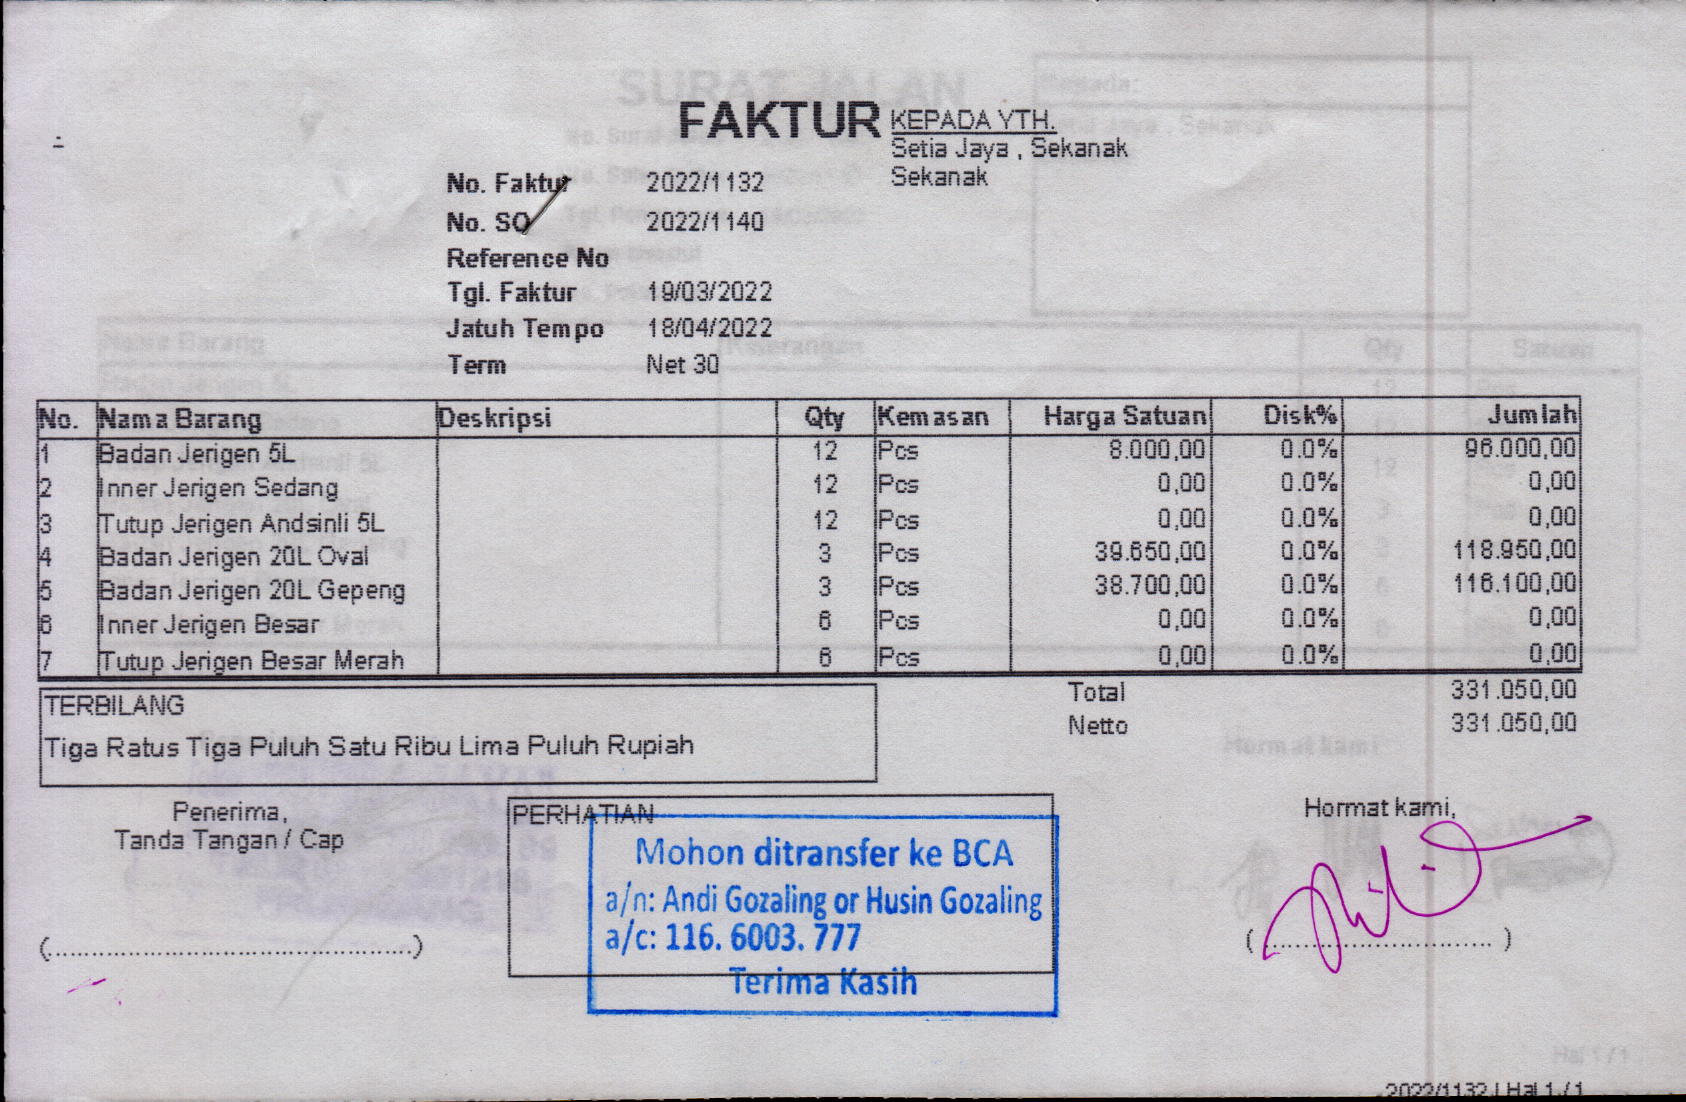 FAKTUR
KEPADA YTH.
Setia Jaya , Sekanak
Sekanak
No. Faktur 2022/1132
No. SO 2022/1140
Reference No
Tgl. Faktur 19/03/2022
Jatuh Tempo 18/04/2022
Term Net 30
No. Nama Barang Deskripsi Qty Kemasan Harga Satuan Disk% Jumlah
1 Badan Jerigen 5L 12 Pcs 8.000,00 0.0% 96.000,00
2 Inner Jerigen Sedang 12 Pcs 0,00 0.0% 0,00
3 Tutup Jerigen Andsinli 5L 12 Pcs 0,00 0.0% 0,00
4 Badan Jerigen 20L Oval 3 Pcs 39.650,00 0.0% 118.950,00
5 Badan Jerigen 20L Gepeng 3 Pcs 38.700,00 0.0% 116.100,00
6 Inner Jerigen Besar 6 Pcs 0,00 0.0% 0,00
7 Tutup Jerigen Besar Merah 6 Pcs 0,00 0.0% 0,00
Total 331.050,00
Netto 331.050,00
TERBILANG
Tiga Ratus Tiga Puluh Satu Ribu Lima Puluh Rupiah
Penerima,
Tanda Tangan / Cap
(..................................................)
PERHATIAN
Mohon ditransfer ke BCA
a/n: Andi Gozaling or Husin Gozaling
a/c: 116. 6003. 777
Terima Kasih
Hormat kami,
(................................)
2022/1132 | Hal 1 / 1